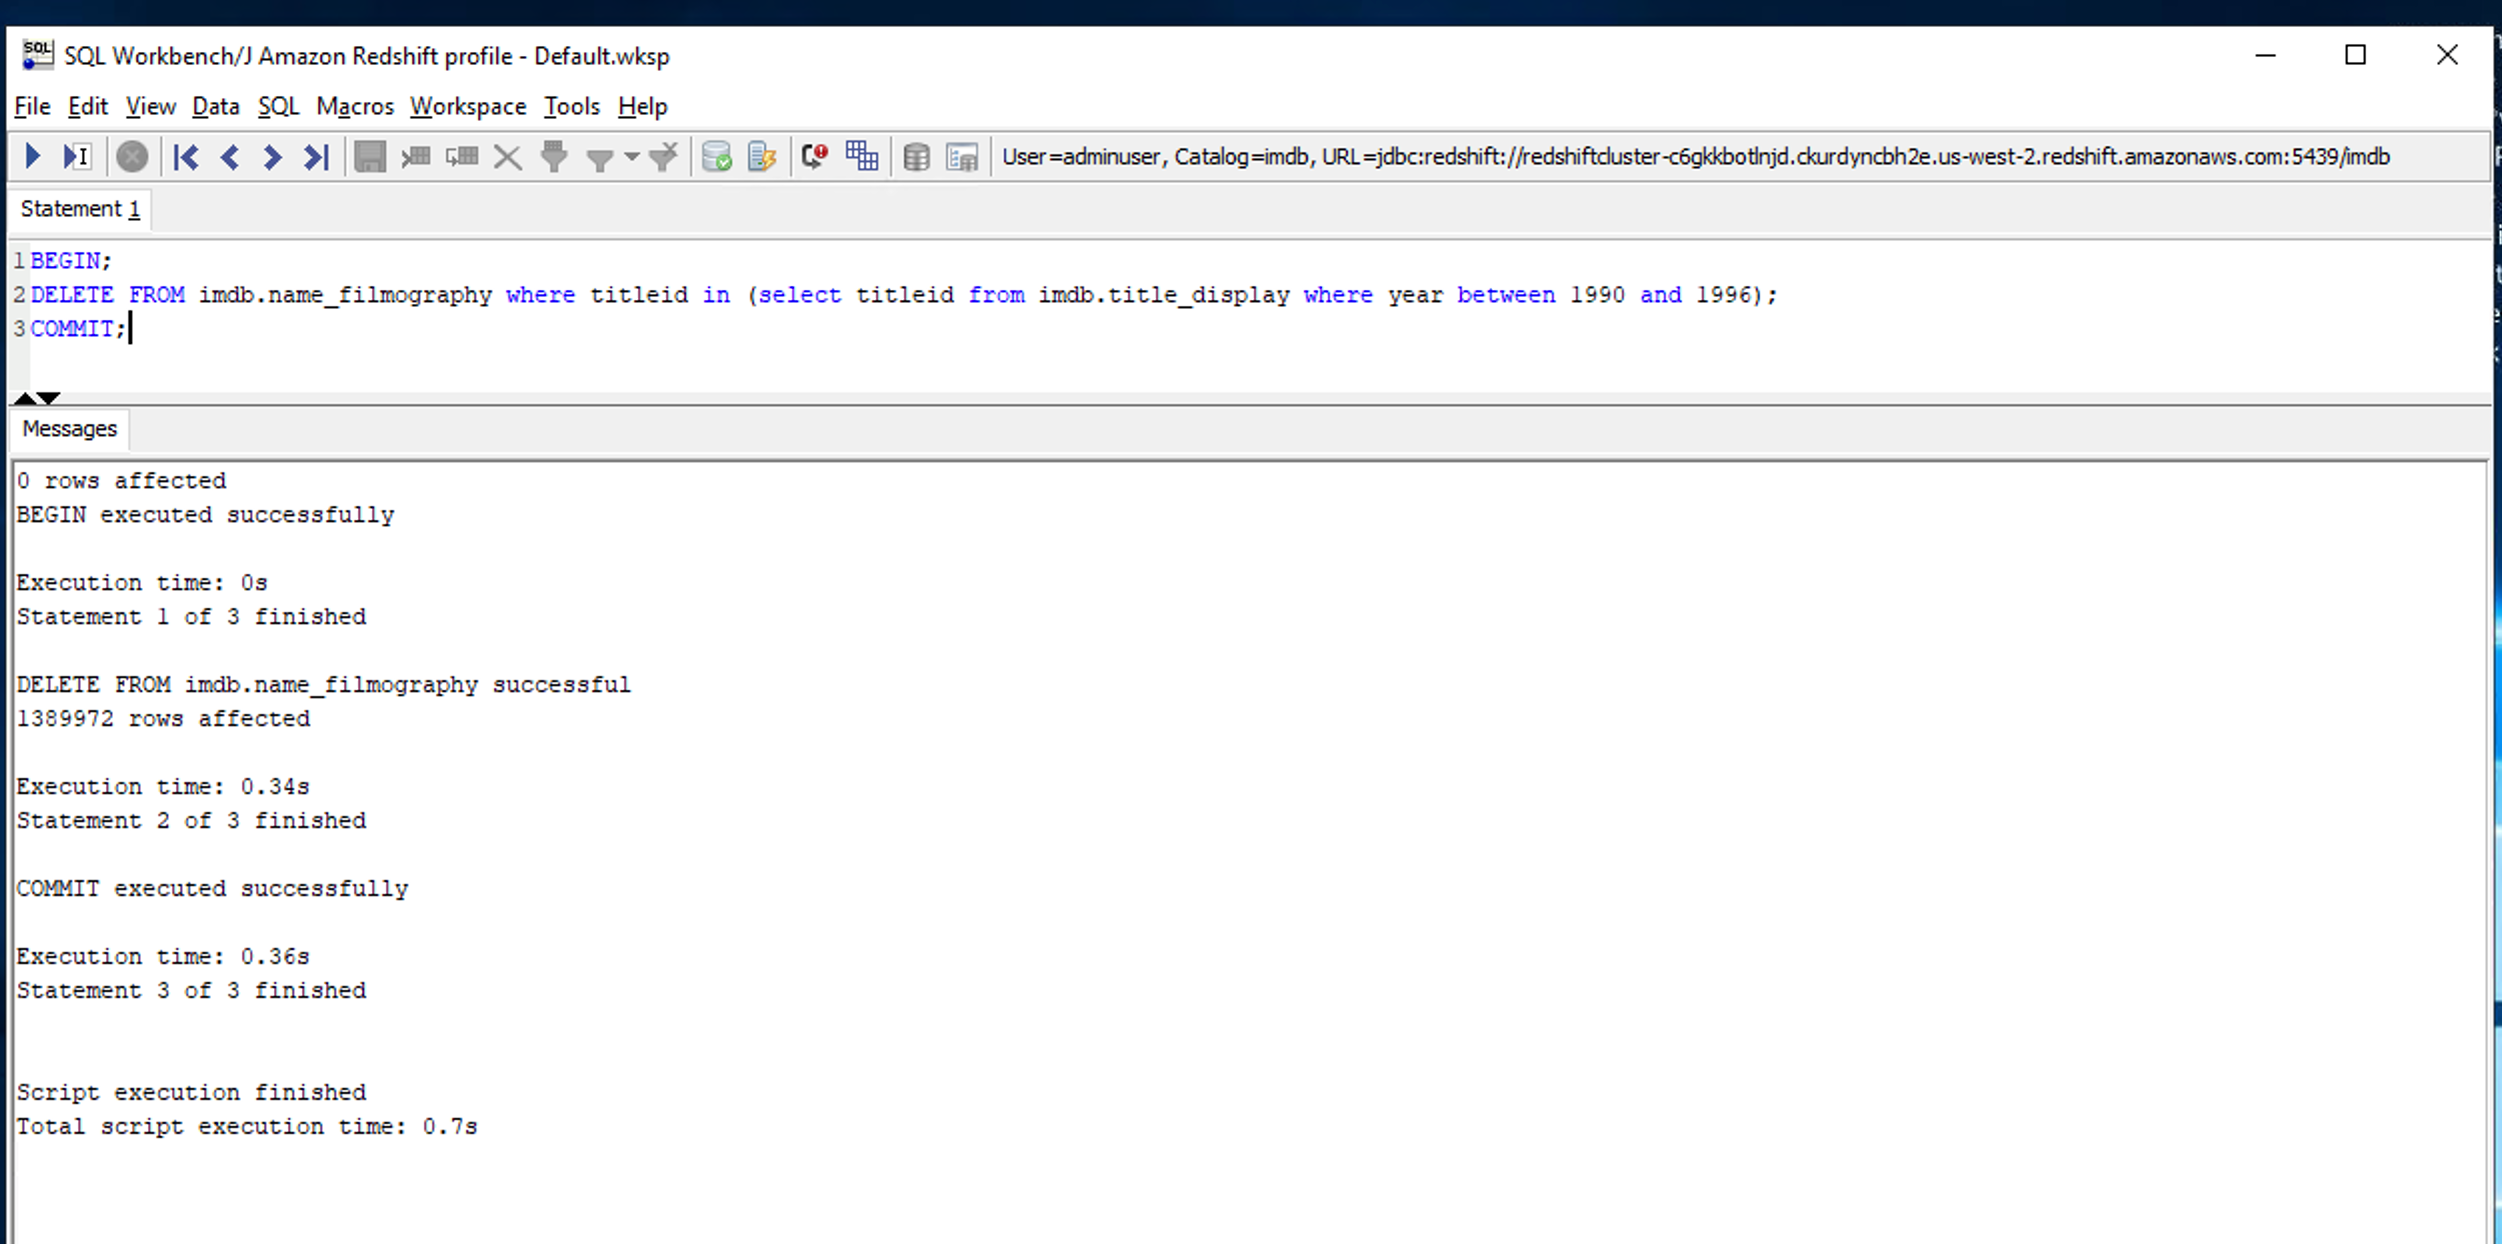 SQL Workbench/J Amazon Redshift profile - Default.wksp
File Edit View Data SQL Macros Workspace Tools Help
User=adminuser, Catalog=imdb, URL=jdbc:redshift://redshiftcluster-c6gkkbotlnjd.ckurdyncbh2e.us-west-2.redshift.amazonaws.com:5439/imdb
Statement 1
1 BEGIN;
2 DELETE FROM imdb.name_filmography where titleid in (select titleid from imdb.title_display where year between 1990 and 1996);
3 COMMIT;
Messages
0 rows affected
BEGIN executed successfully
Execution time: 0s
Statement 1 of 3 finished
DELETE FROM imdb.name_filmography successful
1389972 rows affected
Execution time: 0.34s
Statement 2 of 3 finished
COMMIT executed successfully
Execution time: 0.36s
Statement 3 of 3 finished
Script execution finished
Total script execution time: 0.7s